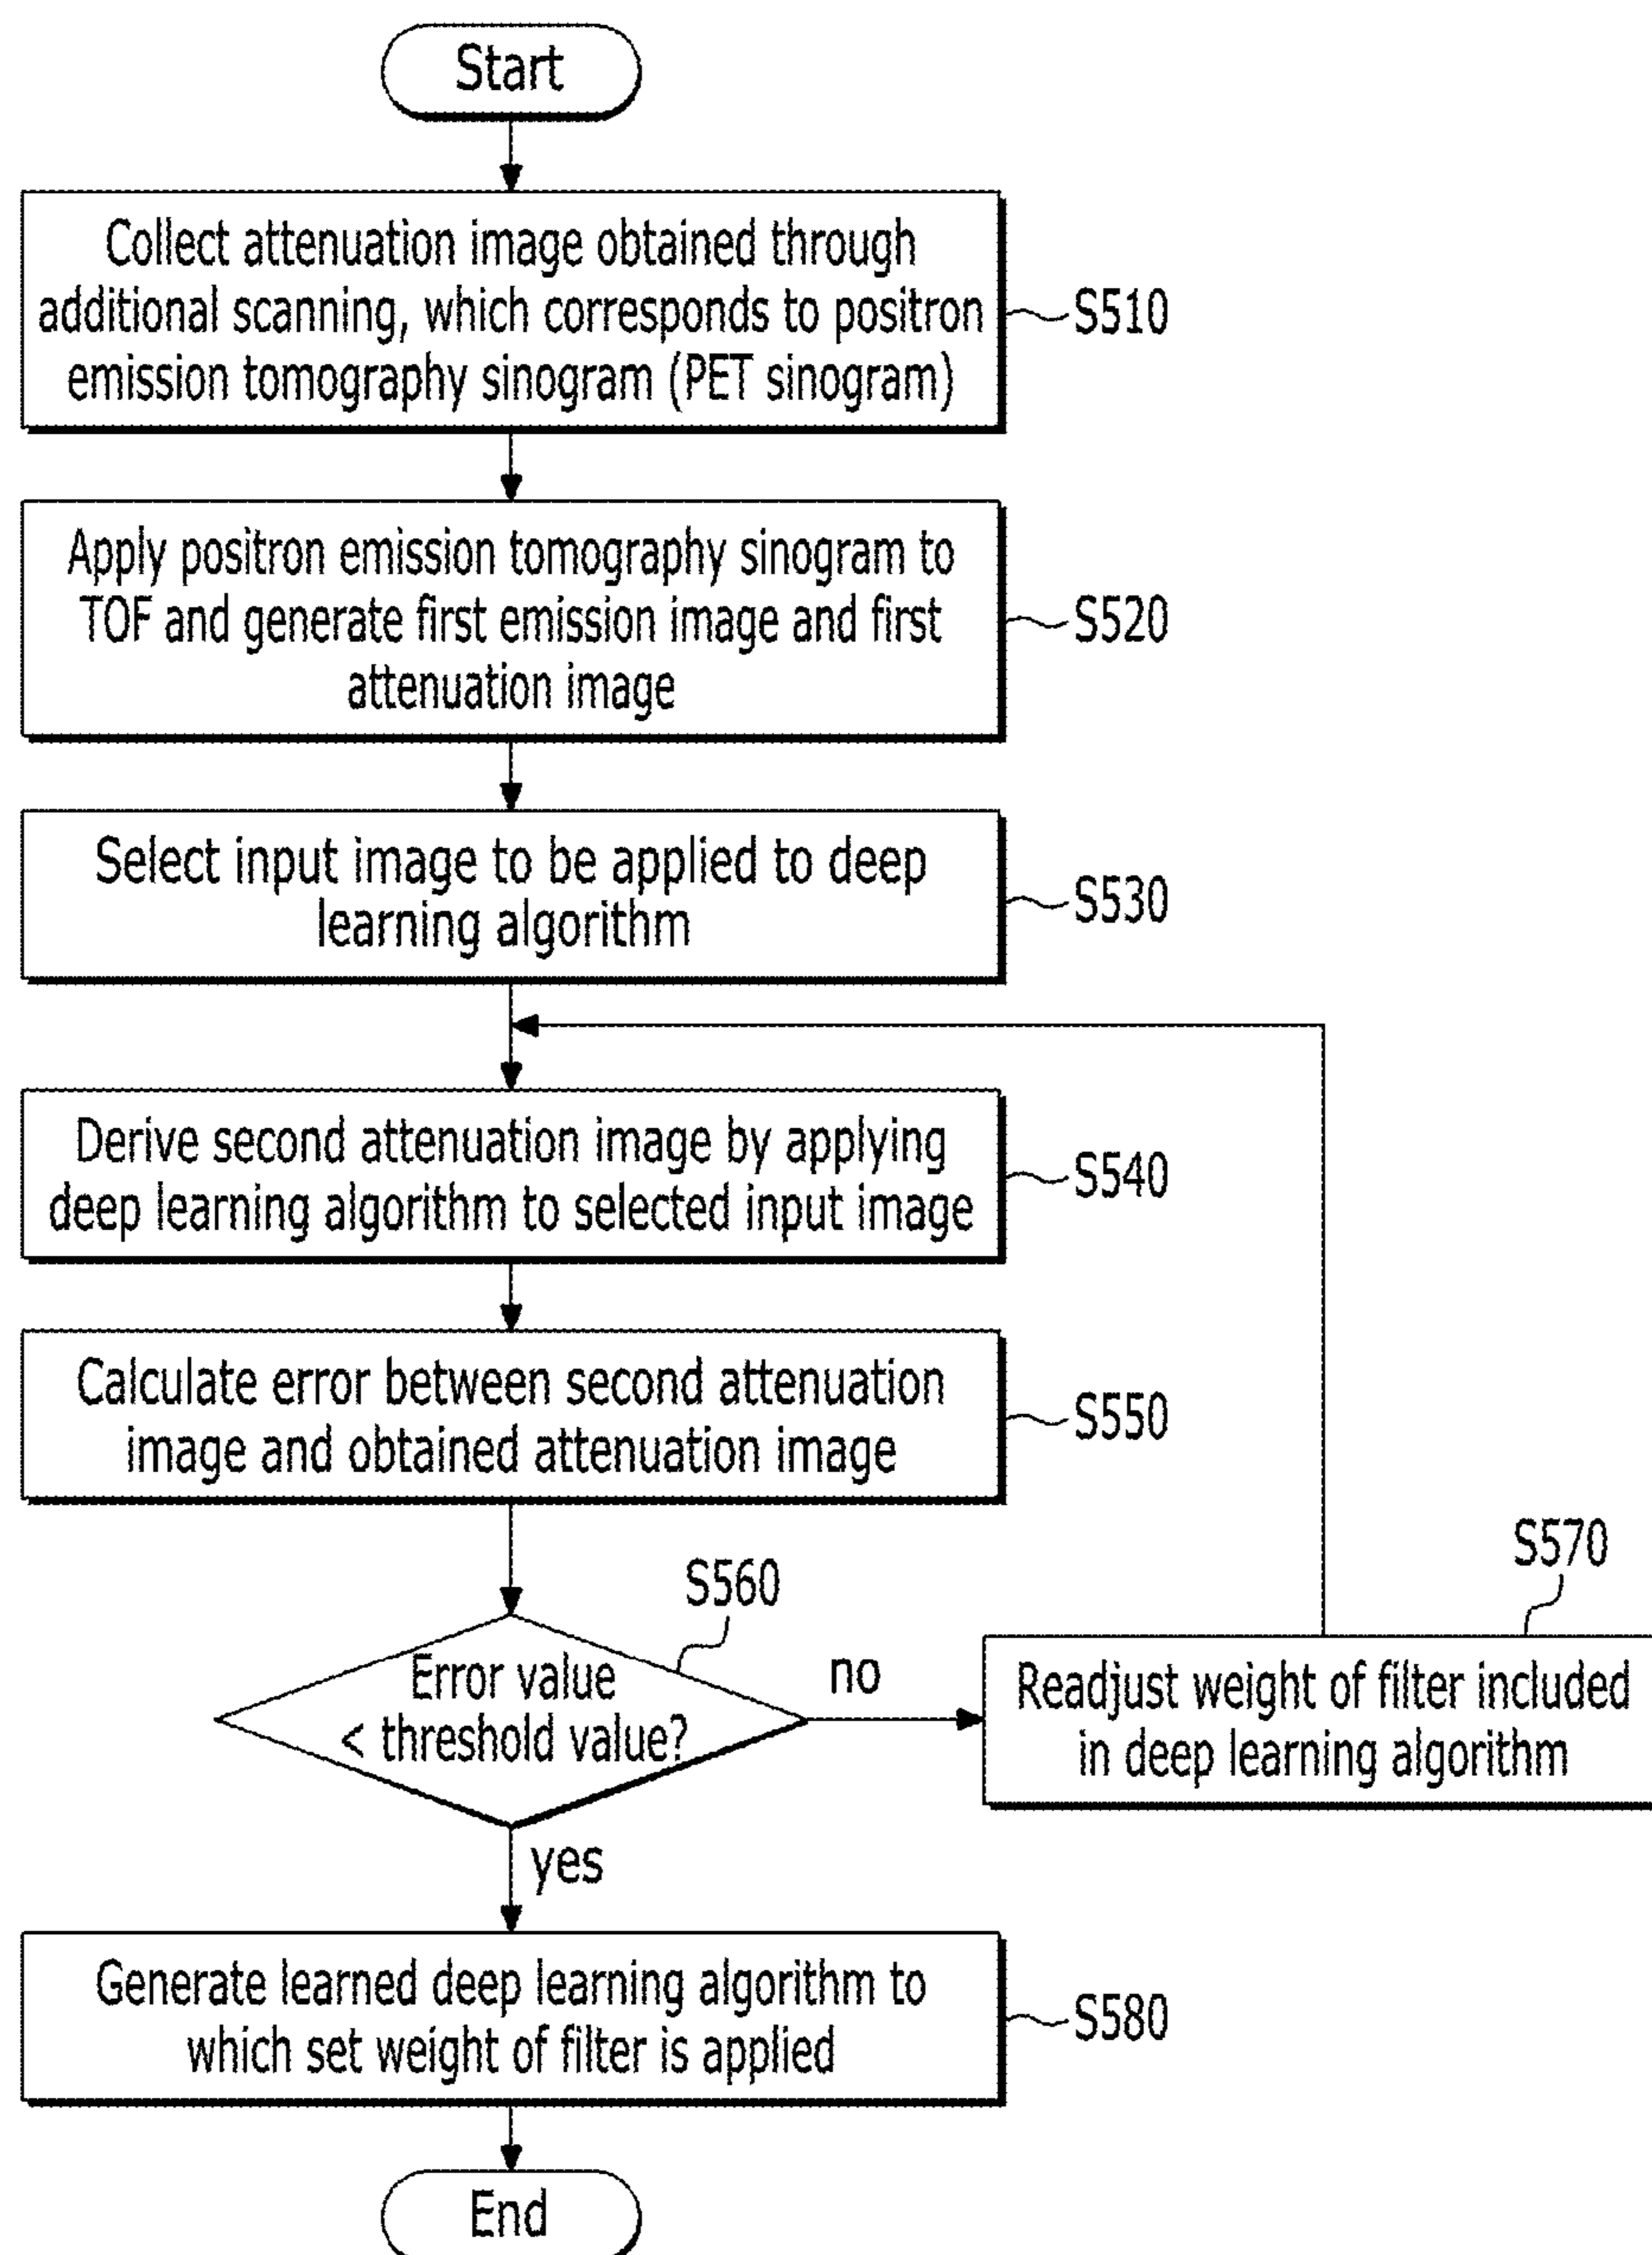 Start
Collect attenuation image obtained through
additional scanning, which corresponds to positron
emission tomography sinogram (PET sinogram)
S510
Apply positron emission tomography sinogram to
TOF and generate first emission image and first
attenuation image
S520
Select input image to be applied to deep
learning algorithm
S530
Derive second attenuation image by applying
deep learning algorithm to selected input image
S540
Calculate error between second attenuation
image and obtained attenuation image
S550
S560
Error value
< threshold value?
no
S570
Readjust weight of filter included
in deep learning algorithm
yes
Generate learned deep learning algorithm to
which set weight of filter is applied
S580
End